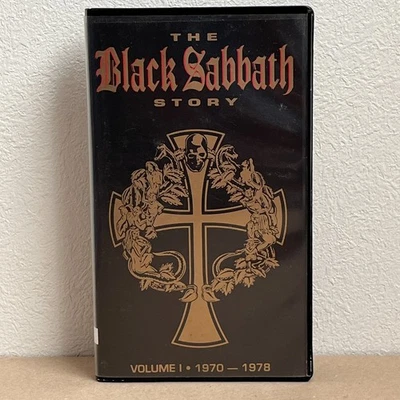 THE
Black Sabbath
STORY
VOLUME I • 1970 — 1978